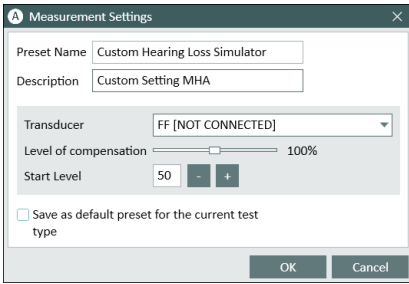 A Measurement Settings
Preset Name Custom Hearing Loss Simulator
Description Custom Setting MHA
Transducer FF [NOT CONNECTED]
Level of compensation 100%
Start Level 50 - +
Save as default preset for the current test
type
OK Cancel